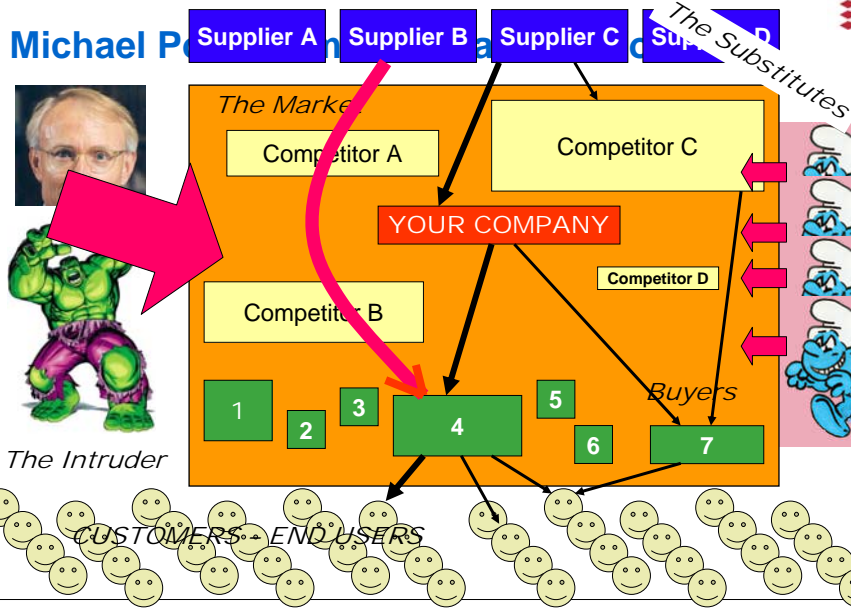 Supplier A
Supplier B
Supplier C
Michael
The Substitutes
The Market
Competitor A
Competitor C
YOUR COMPANY
Competitor D
Competitor B
1
2
3
4
5
6
7
Buyers
The Intruder
CUSTOMERS – END USERS